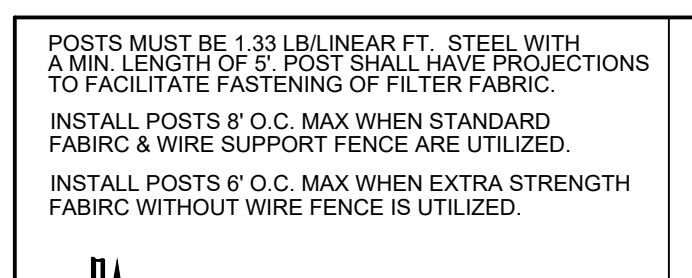 POSTS MUST BE 1.33 LB/LINEAR FT. STEEL WITH
A MIN. LENGTH OF 5'. POST SHALL HAVE PROJECTIONS
TO FACILITATE FASTENING OF FILTER FABRIC.
INSTALL POSTS 8' O.C. MAX WHEN STANDARD
FABIRC & WIRE SUPPORT FENCE ARE UTILIZED.
INSTALL POSTS 6' O.C. MAX WHEN EXTRA STRENGTH
FABIRC WITHOUT WIRE FENCE IS UTILIZED.